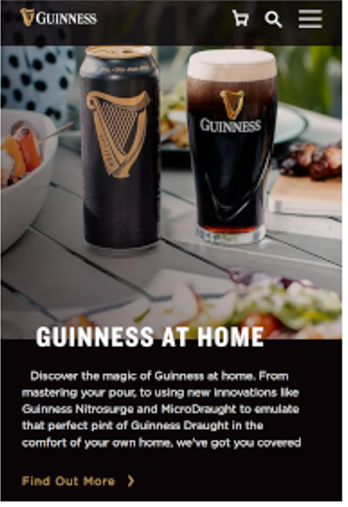 GUINNESS
GUINNESS
GUINNESS AT HOME
Discover the magic of Guinness at home. From
mastering your pour, to using new innovations like
Guinness Nitrosurge and MicroDraught to emulate
that perfect pint of Guinness Draught in the
comfort of your own home, we've got you covered
Find Out More